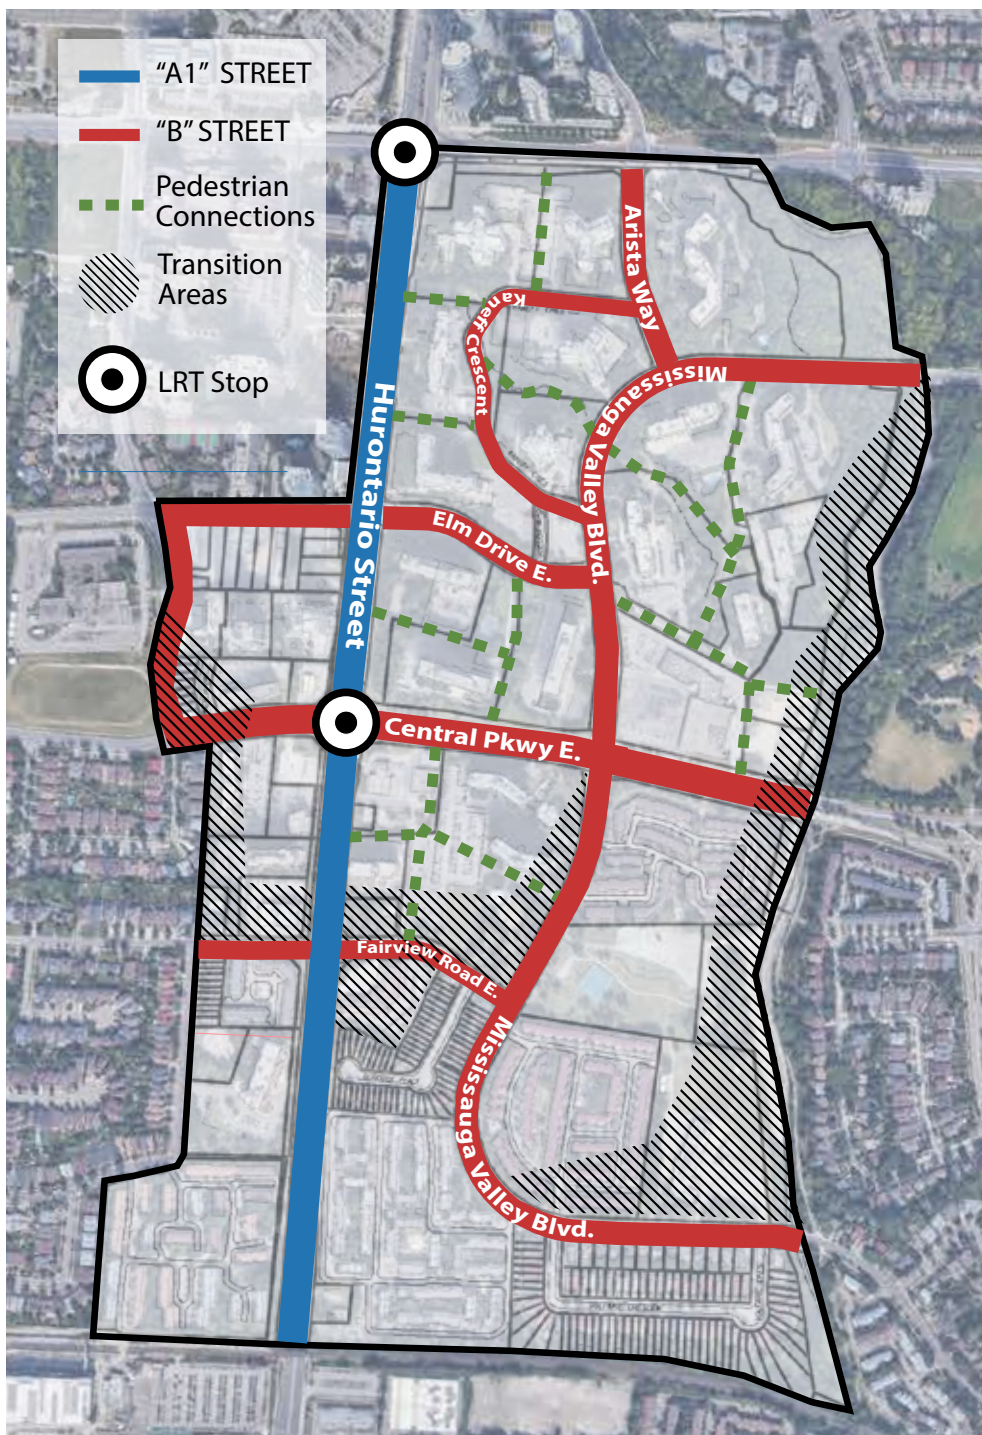 “A1” STREET
“B” STREET
Pedestrian
Connections
Transition
Areas
LRT Stop
Arista Way
Kaneff Crescent
Mississauga Valley Blvd.
Hurontario Street
Elm Drive E.
Central Pkwy E.
Fairview Road E.
Mississauga Valley Blvd.